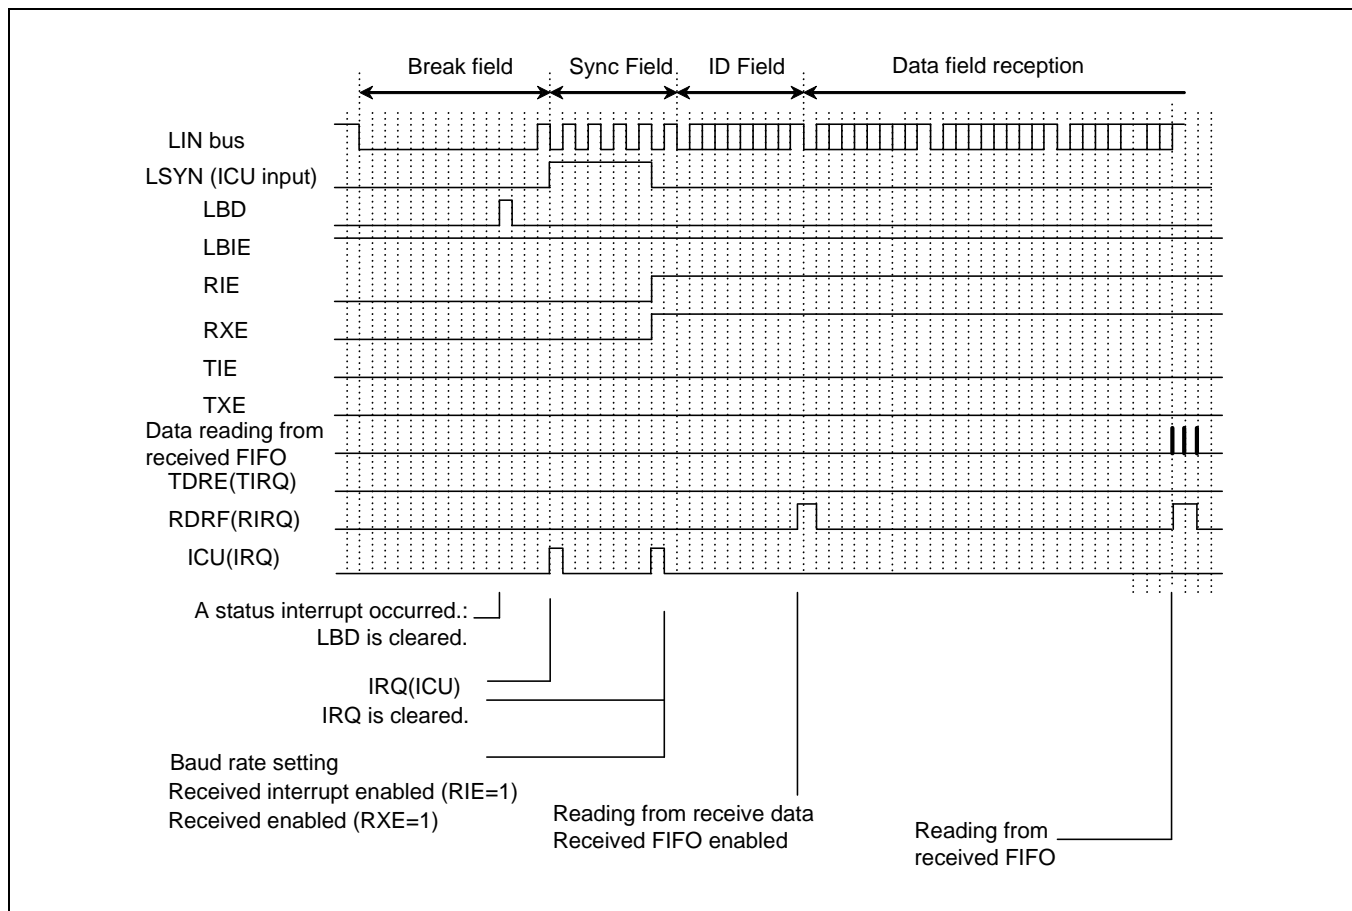 Break field Sync Field ID Field Data field reception
LIN bus
LSYN (ICU input)
LBD
LBIE
RIE
RXE
TIE
TXE
Data reading from
received FIFO
TDRE(TIRQ)
RDRF(RIRQ)
ICU(IRQ)
A status interrupt occurred.:
LBD is cleared.
IRQ(ICU)
IRQ is cleared.
Baud rate setting
Received interrupt enabled (RIE=1)
Received enabled (RXE=1)
Reading from receive data
Received FIFO enabled
Reading from
received FIFO